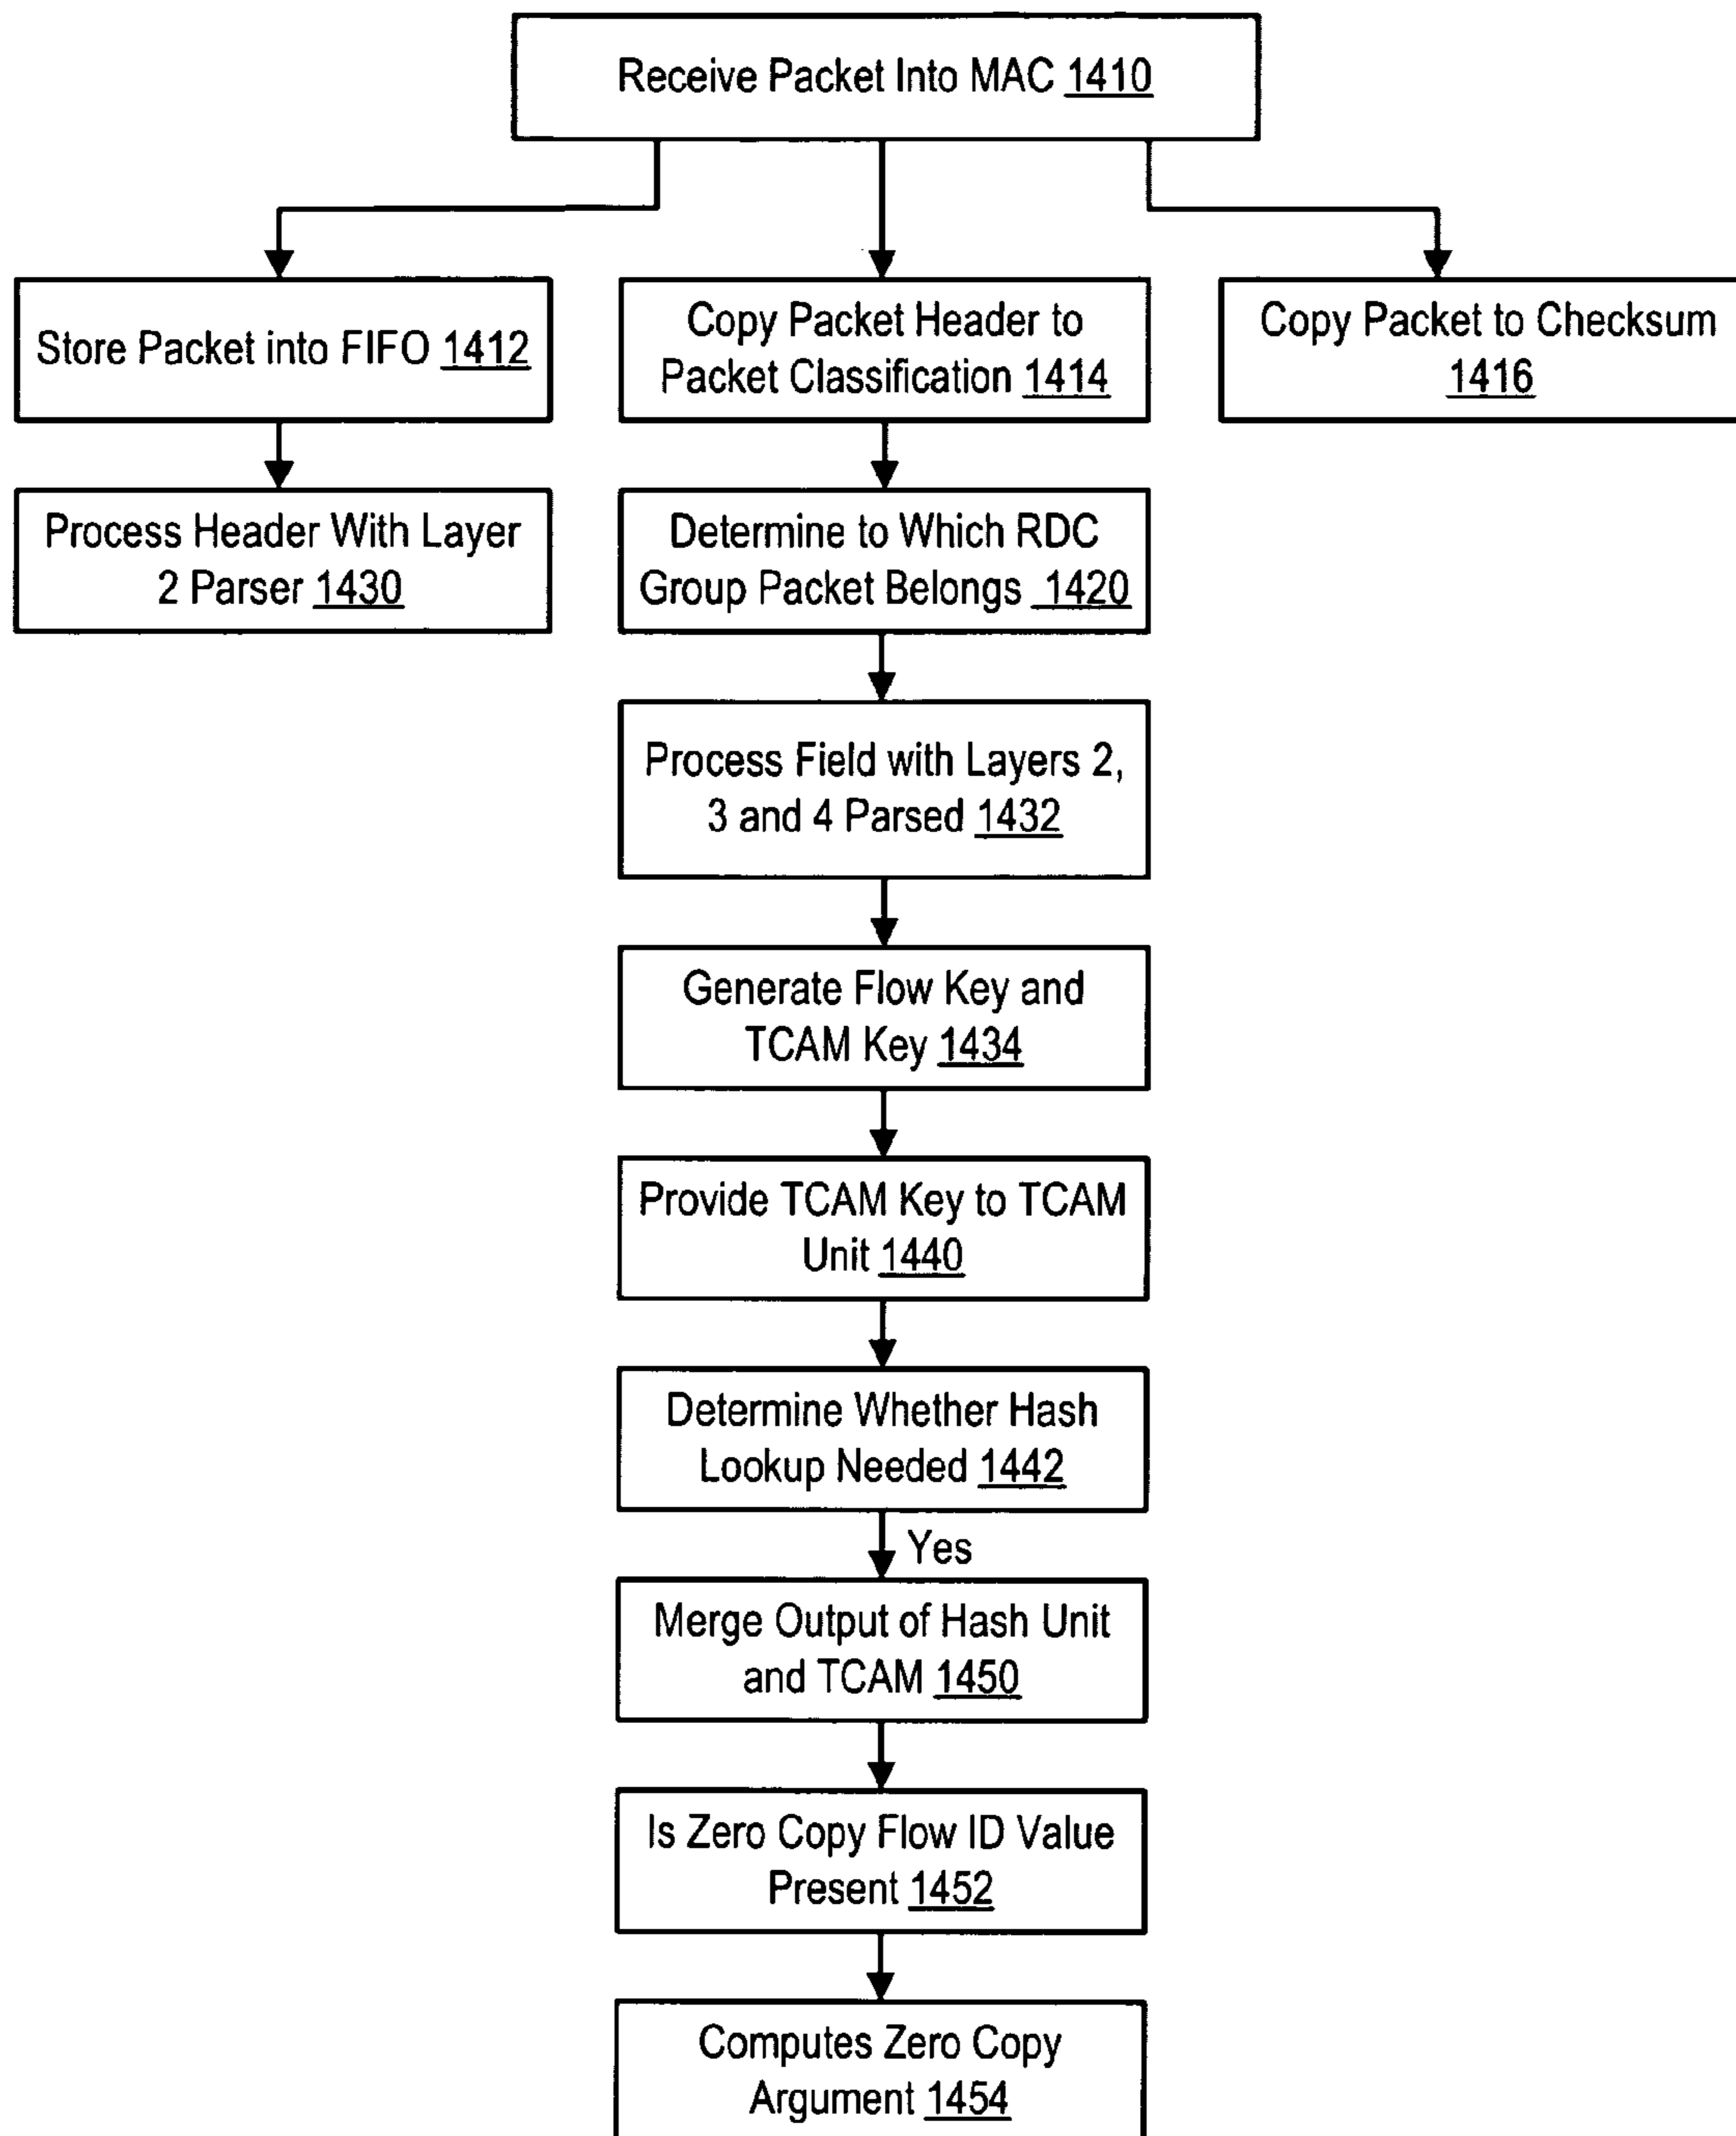 Receive Packet Into MAC 1410
Store Packet into FIFO 1412
Copy Packet Header to
Packet Classification 1414
Copy Packet to Checksum
1416
Process Header With Layer
2 Parser 1430
Determine to Which RDC
Group Packet Belongs 1420
Process Field with Layers 2,
3 and 4 Parsed 1432
Generate Flow Key and
TCAM Key 1434
Provide TCAM Key to TCAM
Unit 1440
Determine Whether Hash
Lookup Needed 1442
Yes
Merge Output of Hash Unit
and TCAM 1450
Is Zero Copy Flow ID Value
Present 1452
Computes Zero Copy
Argument 1454